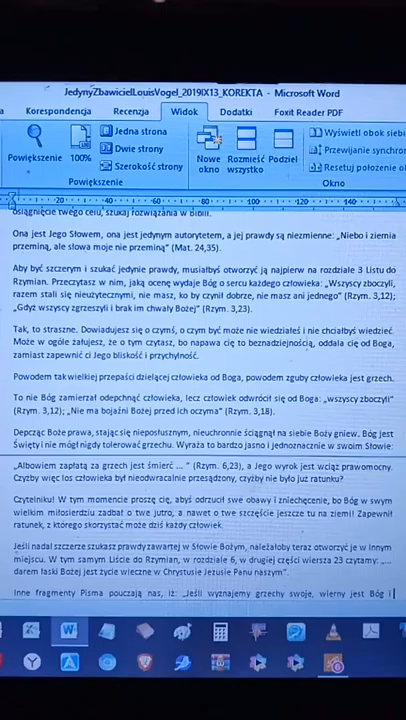 JedynyZbawicielLouisVogel_2019IX13_KOREKTA - Microsoft Word
a Korespondencja Recenzja Widok Dodatki Foxit Reader PDF
Powiększenie 100% Jedna strona Dwie strony Szerokość strony
Nowe okno Rozmieść wszystko Podziel
Wyświetl obok siebi
Przewijanie synchror
Resetuj położenie o
Powiększenie Okno
20 40 60 80 100 120 140
osiągnięcie twego celu, szukaj rozwiązania w Biblii.
Ona jest Jego Słowem, ona jest jedynym autorytetem, a jej prawdy są niezmienne: „Niebo i ziemia
przeminą, ale słowa moje nie przeminą” (Mat. 24,35).
Aby być szczerym i szukać jedynie prawdy, musiałbyś otworzyć ją najpierw na rozdziale 3 Listu do
Rzymian. Przeczytasz w nim, jaką ocenę wydaje Bóg o sercu każdego człowieka: „Wszyscy zboczyli,
razem stali się nieużytecznymi, nie masz, ko by czynił dobrze, nie masz ani jednego” (Rzym. 3,12);
„Gdyż wszyscy zgrzeszyli i brak im chwały Bożej” (Rzym. 3,23).
Tak, to straszne. Dowiadujesz się o czymś, o czym być może nie wiedziałeś i nie chciałbyś wiedzieć.
Może w ogóle żałujesz, że o tym czytasz, bo napawa cię to beznadziejnością, oddala cię od Boga,
zamiast zapewnić ci Jego bliskość i przychylność.
Powodem tak wielkiej przepaści dzielącej człowieka od Boga, powodem zguby człowieka jest grzech.
To nie Bóg zamierzał odepchnąć człowieka, lecz człowiek odwrócił się od Boga: „wszyscy zboczyli”
(Rzym. 3,12); „Nie ma bojaźni Bożej przed ich oczyma” (Rzym. 3,18).
Depcząc Boże prawa, stając się nieposłusznym, nieuchronnie ściągnął na siebie Boży gniew. Bóg jest
Święty i nie mógł nigdy tolerować grzechu. Wyraża to bardzo jasno i jednoznacznie w swoim Słowie:
„Albowiem zapłatą za grzech jest śmierć ... ” (Rzym. 6,23), a Jego wyrok jest wciąż prawomocny.
Czyżby więc los człowieka był nieodwracalnie przesądzony, czyżby nie było już ratunku?
Czytelniku! W tym momencie proszę cię, abyś odrzucił swe obawy i zniechęcenie, bo Bóg w swym
wielkim miłosierdziu zadbał o twe jutro, a nawet o twe szczęście jeszcze tu na ziemi! Zapewnił
ratunek, z którego skorzystać może dziś każdy człowiek.
Jeśli nadal szczerze szukasz prawdy zawartej w Słowie Bożym, należałoby teraz otworzyć je w innym
miejscu. W tym samym Liście do Rzymian, w rozdziale 6, w drugiej części wiersza 23 czytamy: „...
darem łaski Bożej jest życie wieczne w Chrystusie Jezusie Panu naszym”.
Inne fragmenty Pisma pouczają nas, iż: „Jeśli wyznajemy grzechy swoje, wierny jest Bóg i